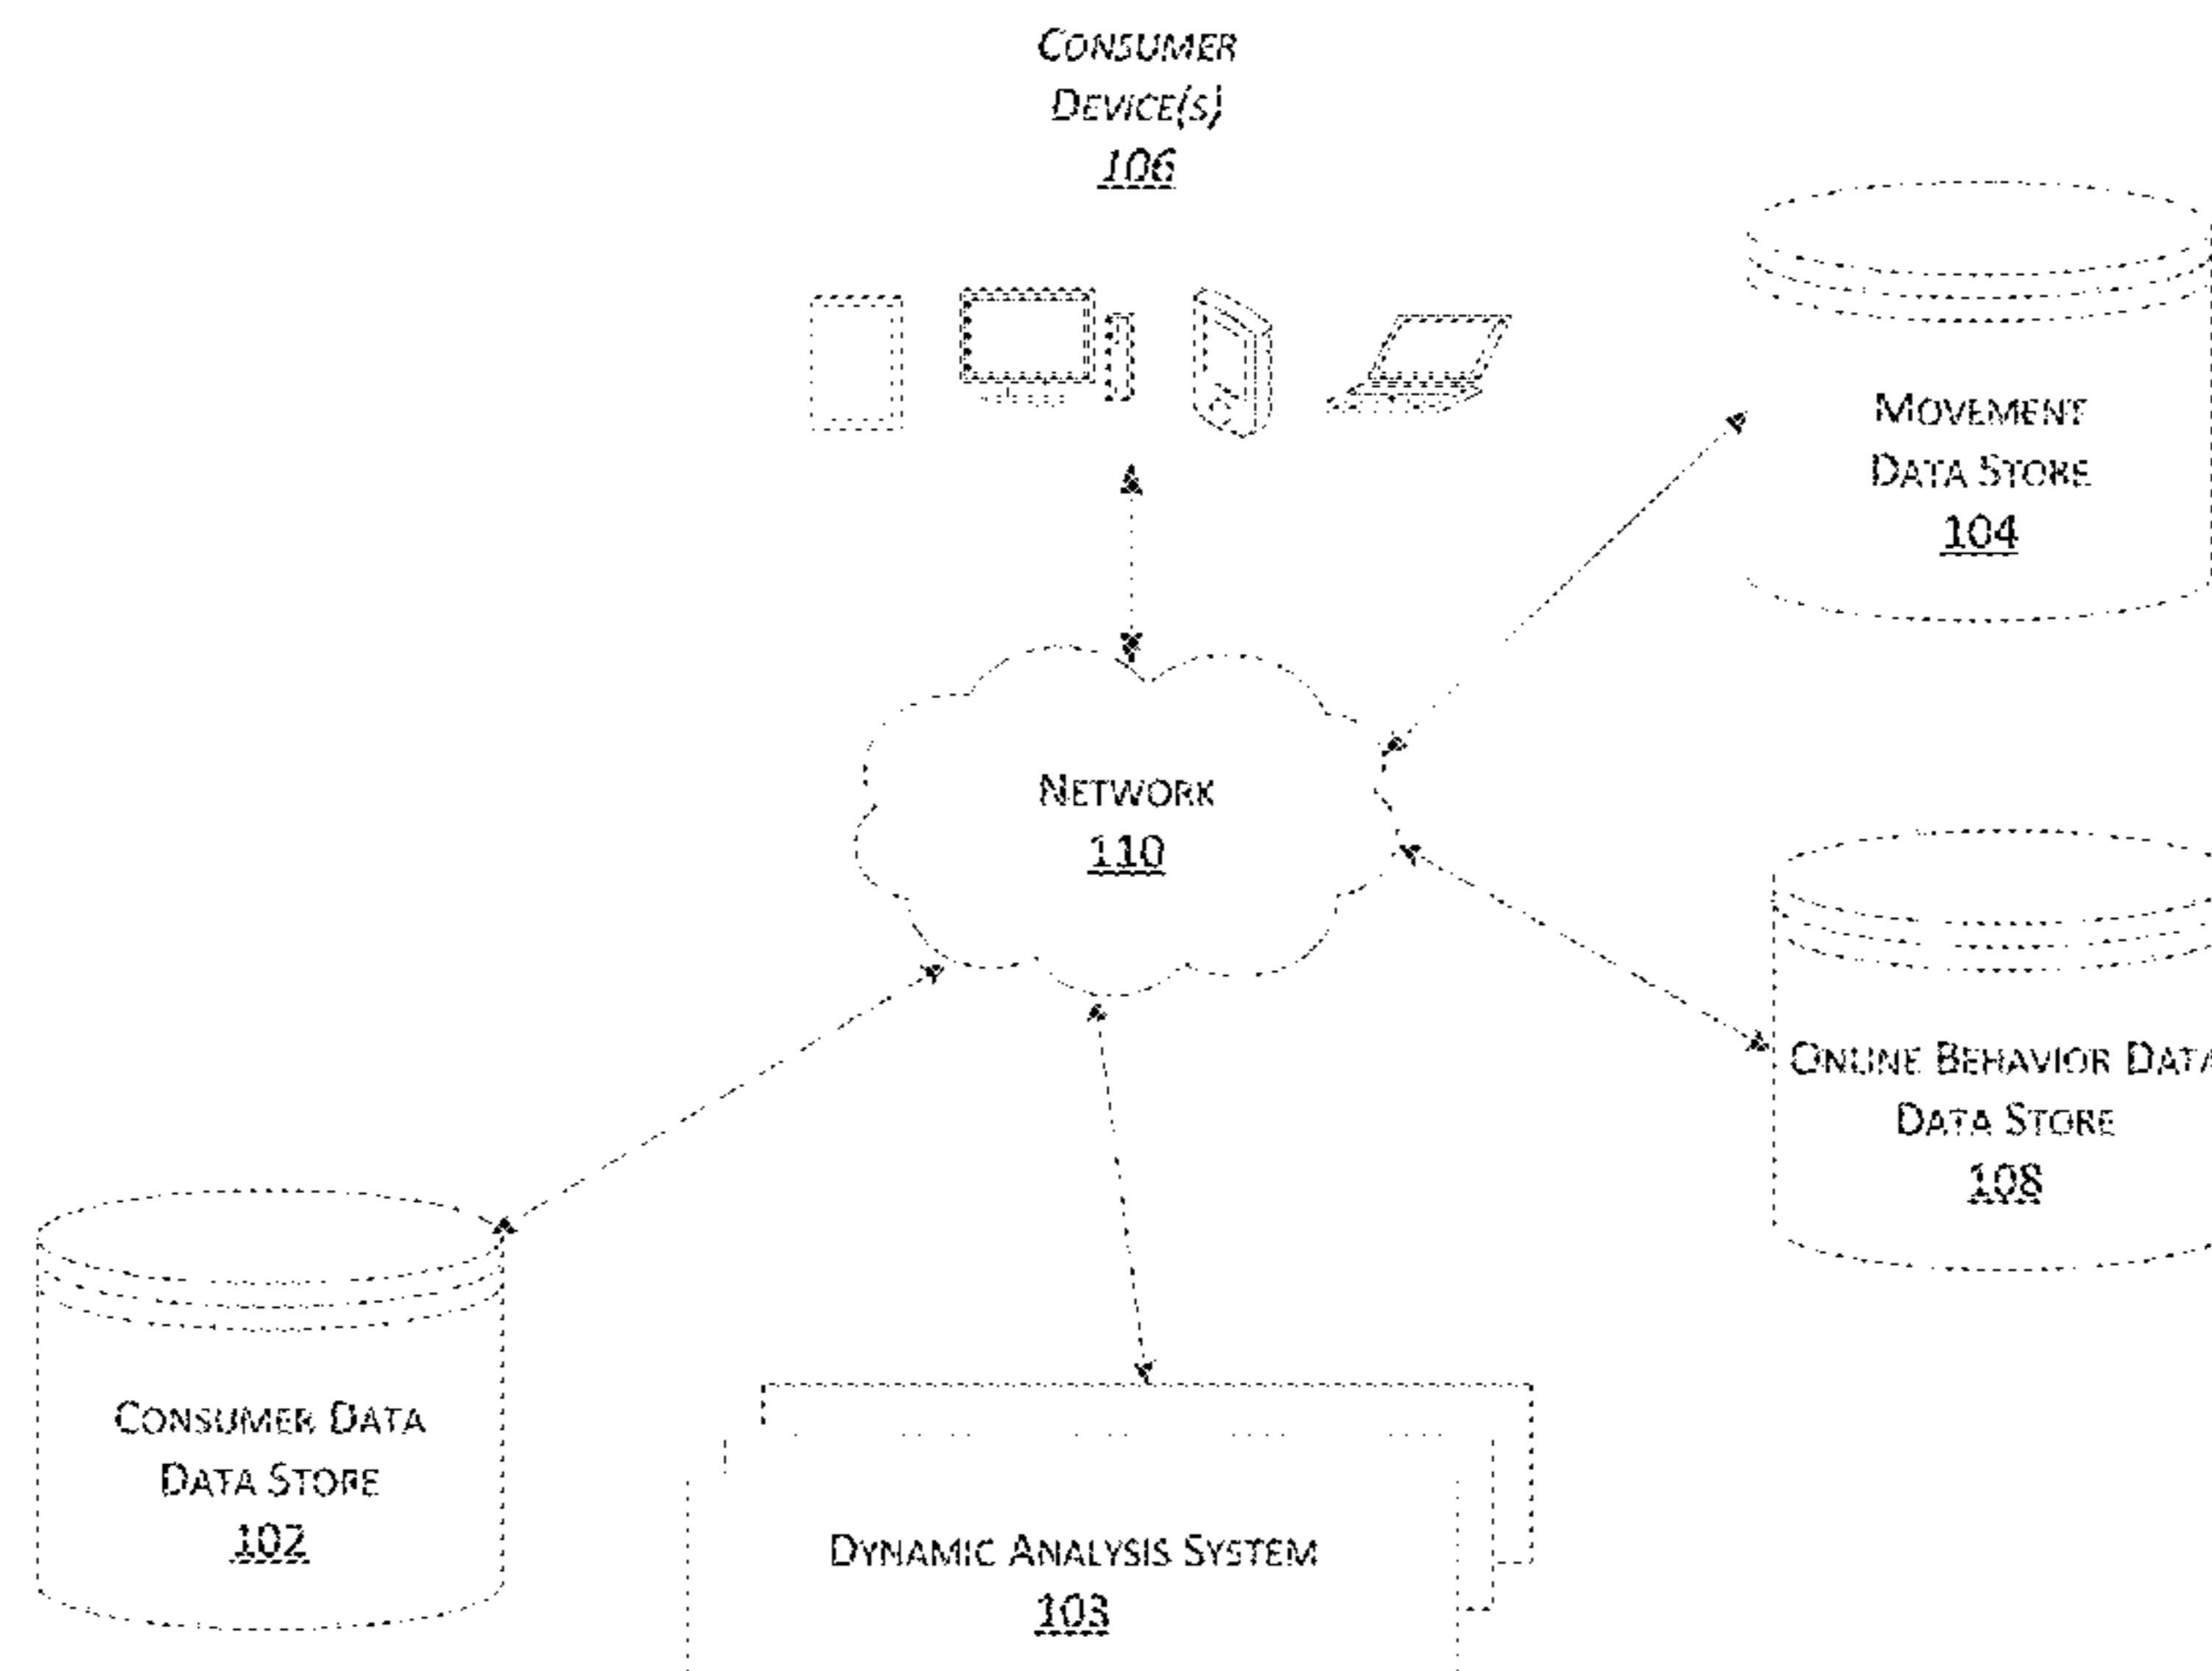 CONSUMER
DEVICE(S)
106
MOVEMENT
DATA STORE
104
NETWORK
110
ONLINE BEHAVIOR DATA
DATA STORE
108
CONSUMER DATA
DATA STORE
102
DYNAMIC ANALYSIS SYSTEM
103